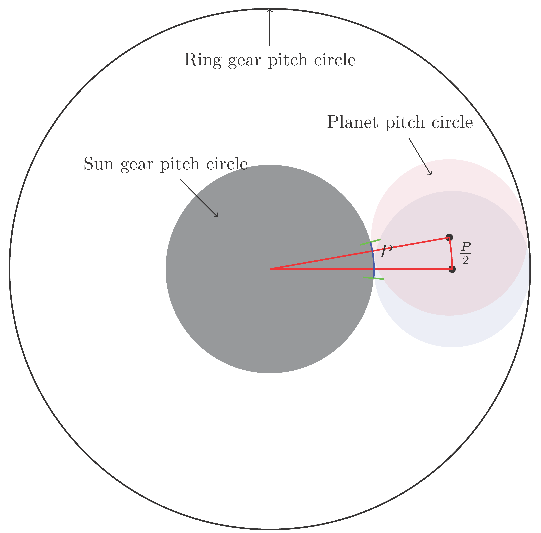 Ring gear pitch circle
Planet pitch circle
Sun gear pitch circle
P
P/2